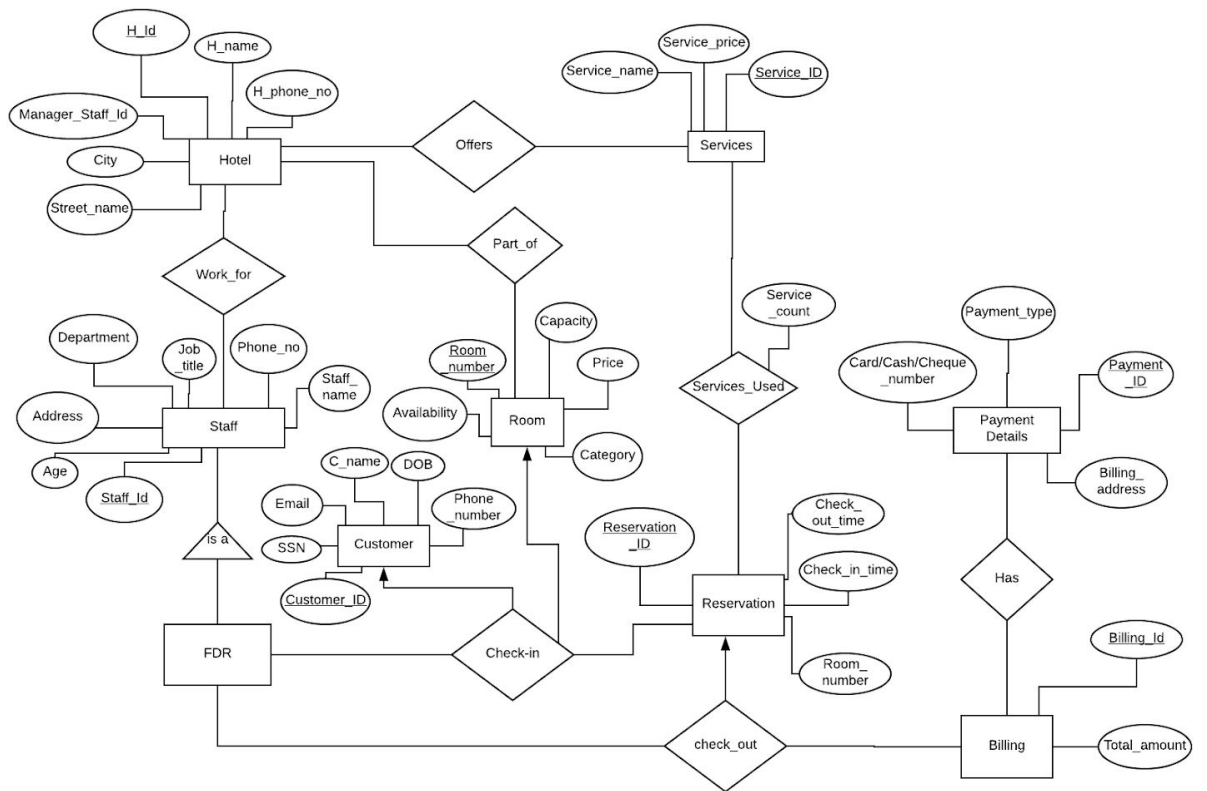 H_Id
H_name
Service_price
Service_name
Service_ID
H_phone_no
Manager_Staff_Id
Hotel
Offers
Services
City
Street_name
Part_of
Work_for
Service
_count
Payment_type
Department
Job
_title
Phone_no
Capacity
Room
_number
Price
Card/Cash/Cheque
_number
Payment
_ID
Staff_
name
Services_Used
Address
Staff
Availability
Room
Payment
Details
Age
Staff_Id
C_name
DOB
Category
Billing_
address
Email
Phone
_number
Check_
out_time
Reservation
_ID
is a
SSN
Customer
Check_in_time
Has
Customer_ID
Reservation
FDR
Check-in
Billing_Id
Room_
number
check_out
Billing
Total_amount